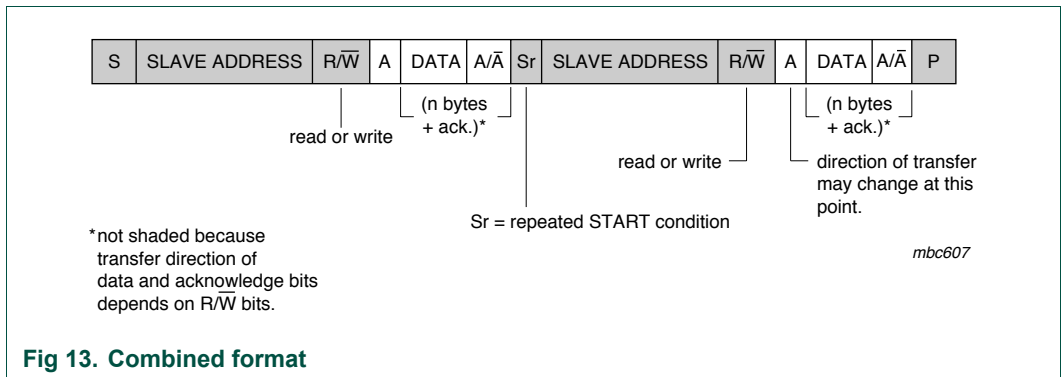 S SLAVE ADDRESS R/W̅ A DATA A/A̅ Sr SLAVE ADDRESS R/W̅ A DATA A/A̅ P
(n bytes
+ ack.)*
(n bytes
+ ack.)*
read or write
read or write
direction of transfer
may change at this
point.
Sr = repeated START condition
*not shaded because
transfer direction of
data and acknowledge bits
depends on R/W̅ bits.
mbc607
Fig 13. Combined format